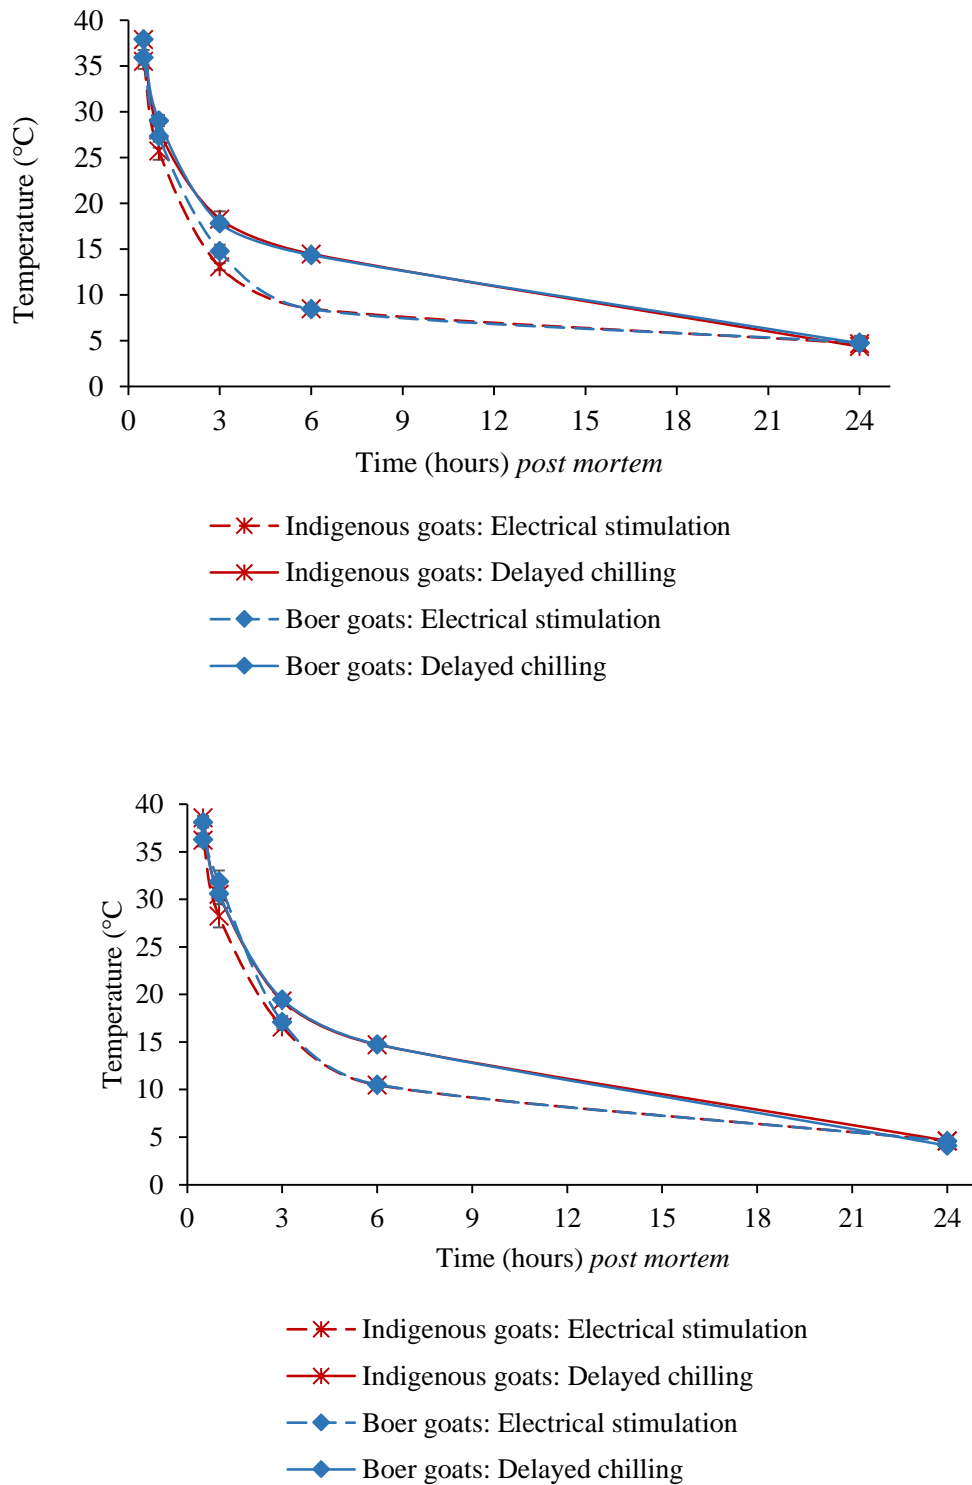 40
35
30
25
20
15
10
5
0
Temperature (°C)
0 3 6 9 12 15 18 21 24
Time (hours) post mortem
Indigenous goats: Electrical stimulation
Indigenous goats: Delayed chilling
Boer goats: Electrical stimulation
Boer goats: Delayed chilling
40
35
30
25
20
15
10
5
0
Temperature (°C
0 3 6 9 12 15 18 21 24
Time (hours) post mortem
Indigenous goats: Electrical stimulation
Indigenous goats: Delayed chilling
Boer goats: Electrical stimulation
Boer goats: Delayed chilling